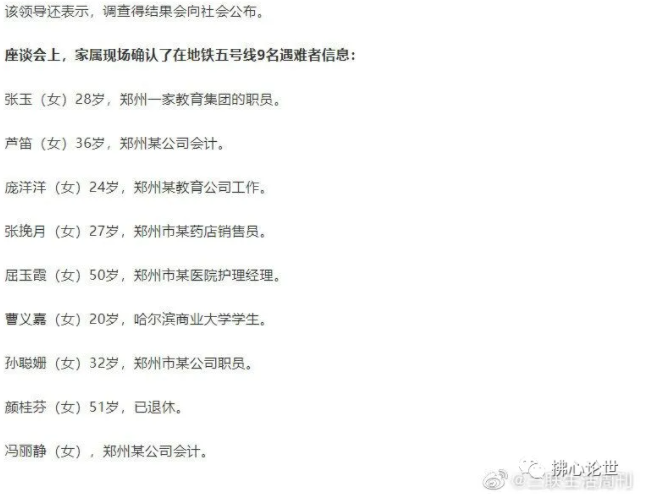 该领导还表示，调查得结果会向社会公布。
座谈会上，家属现场确认了在地铁五号线9名遇难者信息：
张玉（女）28岁，郑州一家教育集团的职员。
芦笛（女）36岁，郑州某公司会计。
庞洋洋（女）24岁，郑州某教育公司工作。
张挽月（女）27岁，郑州市某药店销售员。
屈玉霞（女）50岁，郑州市某医院护理经理。
曹义嘉（女）20岁，哈尔滨商业大学学生。
孙聪姗（女）32岁，郑州市某公司职员。
颜桂芬（女）51岁，已退休。
冯丽静（女），郑州某公司会计。
拂心论世
@三联生活周刊